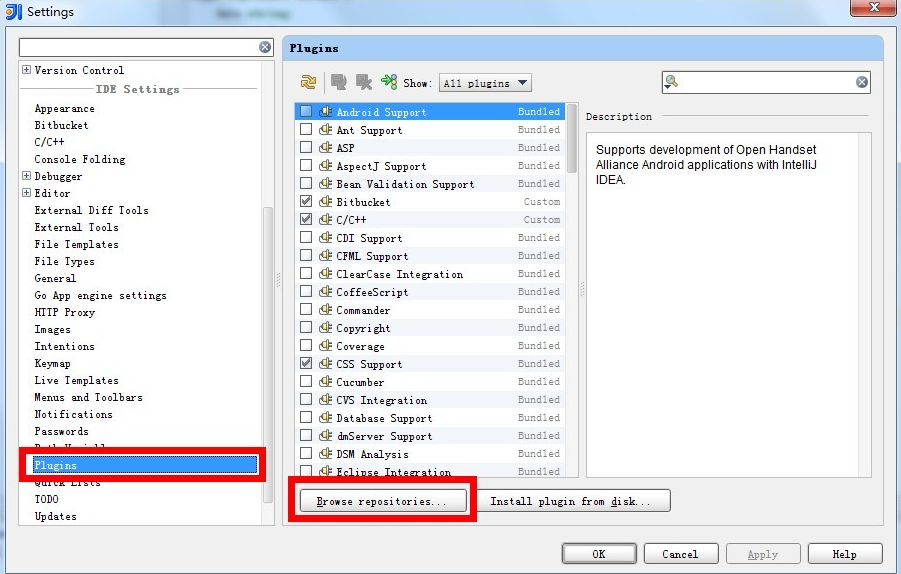 Settings
Version Control
IDE Settings
Appearance
Bitbucket
C/C++
Console Folding
Debugger
Editor
External Diff Tools
External Tools
File Templates
File Types
General
Go App engine settings
HTTP Proxy
Images
Intentions
Keymap
Live Templates
Menus and Toolbars
Notifications
Passwords
Plugins
Quick Lists
TODO
Updates
Plugins
Show: All plugins
Android Support Bundled
Ant Support Bundled
ASP Bundled
AspectJ Support Bundled
Bean Validation Support Bundled
Bitbucket Custom
C/C++ Custom
CDI Support Bundled
CFML Support Bundled
ClearCase Integration Bundled
CoffeeScript Bundled
Commander Bundled
Copyright Bundled
Coverage Bundled
CSS Support Bundled
Cucumber Bundled
CVS Integration Bundled
Database Support Bundled
dmServer Support Bundled
DSM Analysis Bundled
Eclipse Integration Bundled
Browse repositories... Install plugin from disk...
Description
Supports development of Open Handset
Alliance Android applications with IntelliJ
IDEA.
OK Cancel Apply Help